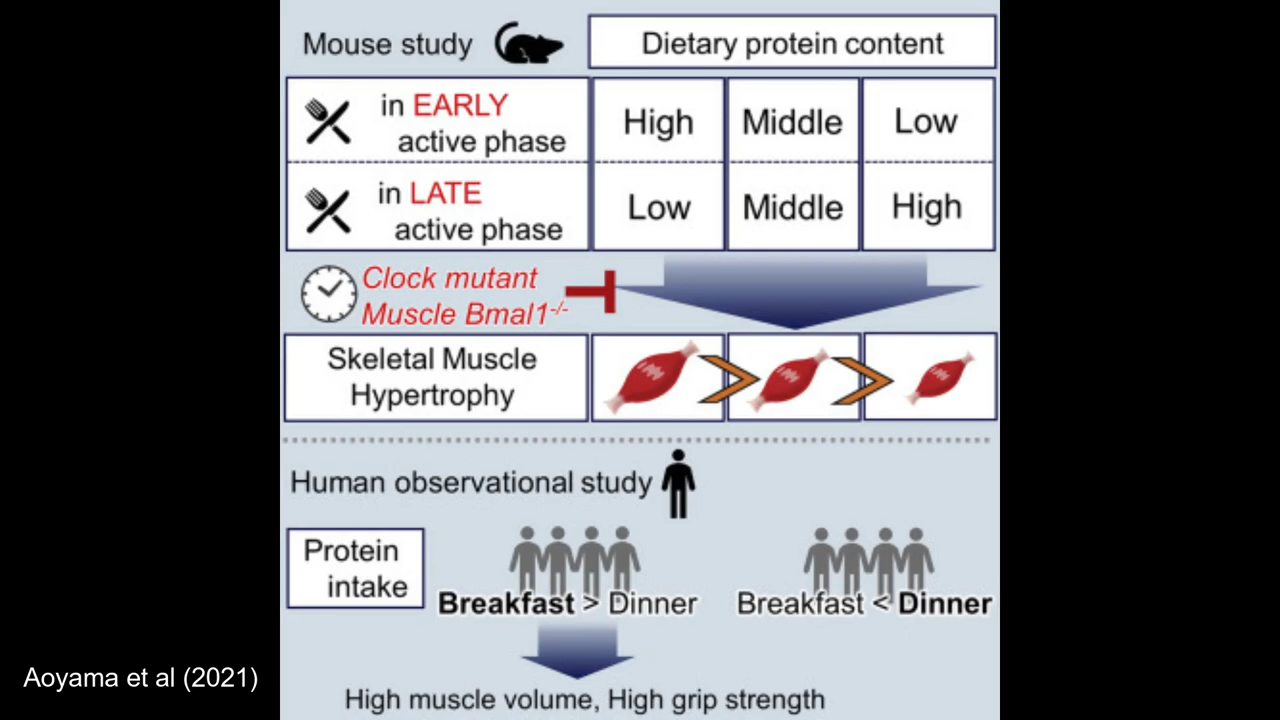 Mouse study
Dietary protein content
in EARLY
active phase
High
Middle
Low
in LATE
active phase
Low
Middle
High
Clock mutant
Muscle Bmal1-/-
Skeletal Muscle
Hypertrophy
Human observational study
Protein
intake
Breakfast > Dinner
Breakfast < Dinner
High muscle volume, High grip strength
Aoyama et al (2021)